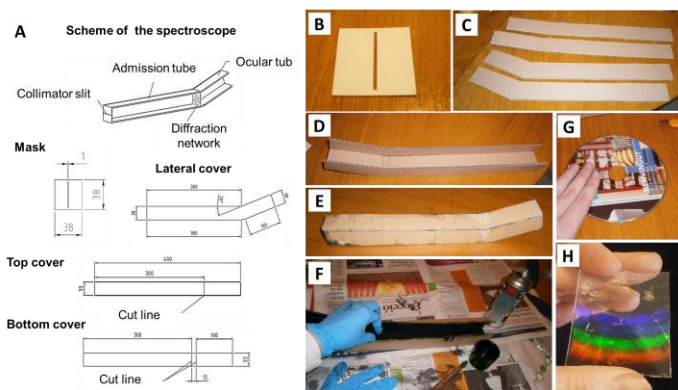 A
Scheme of the spectroscope
Ocular tub
Admission tube
Collimator slit
Diffraction
network
Mask
1
38
38
Lateral cover
300
300
Top cover
400
300
33
Cut line
Bottom cover
300
100
33
Cut line
B
C
D
E
F
G
H